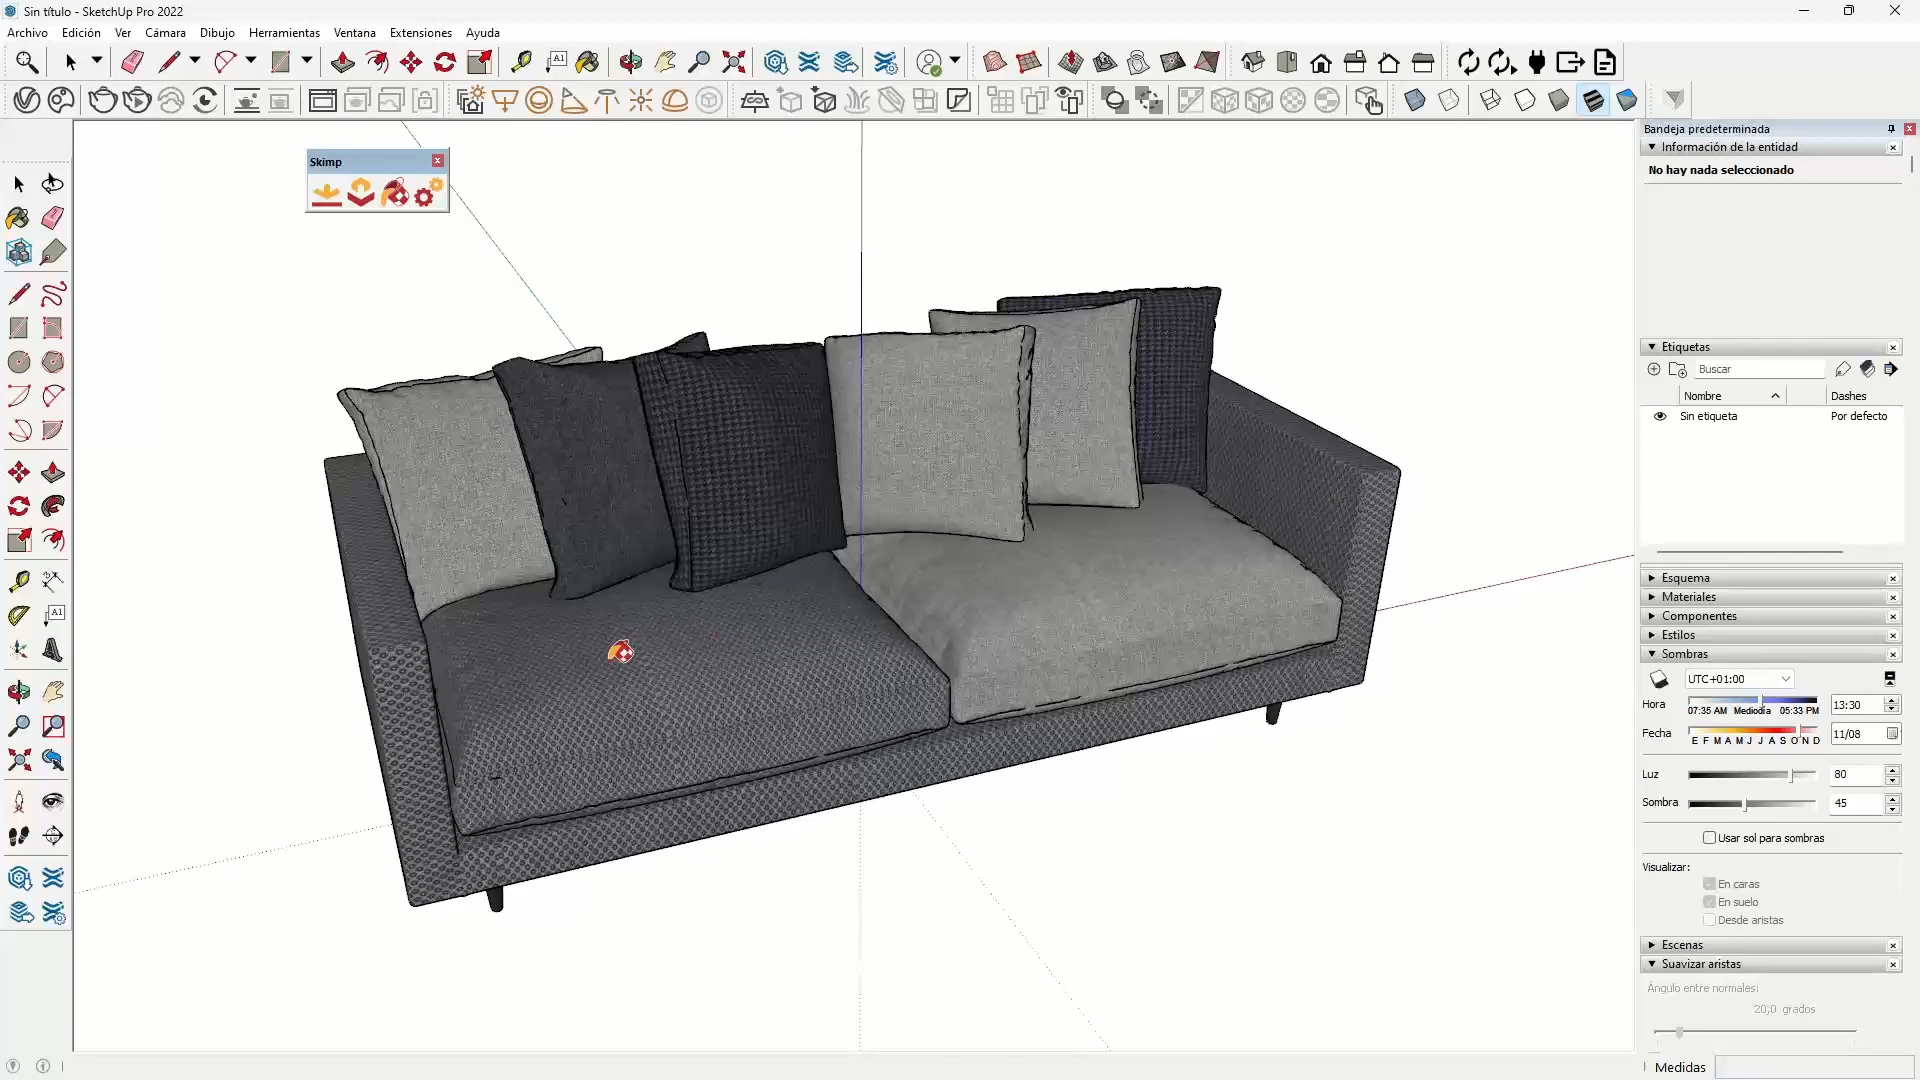 Sin título - SketchUp Pro 2022
Archivo Edición Ver Cámara Dibujo Herramientas Ventana Extensiones Ayuda
A1
Bandeja predeterminada
Información de la entidad
No hay nada seleccionado
Skimp
Etiquetas
Buscar
Nombre Dashes
Sin etiqueta Por defecto
A1
Esquema
Materiales
Componentes
Estilos
Sombras
UTC+01:00
Hora 07:35 AM Mediodía 05:33 PM 13:30
Fecha E F M A M J J A S O N D 11/08
Luz 80
Sombra 45
Usar sol para sombras
Visualizar:
En caras
En suelo
Desde aristas
Escenas
Suavizar aristas
Ángulo entre normales:
20,0 grados
Medidas